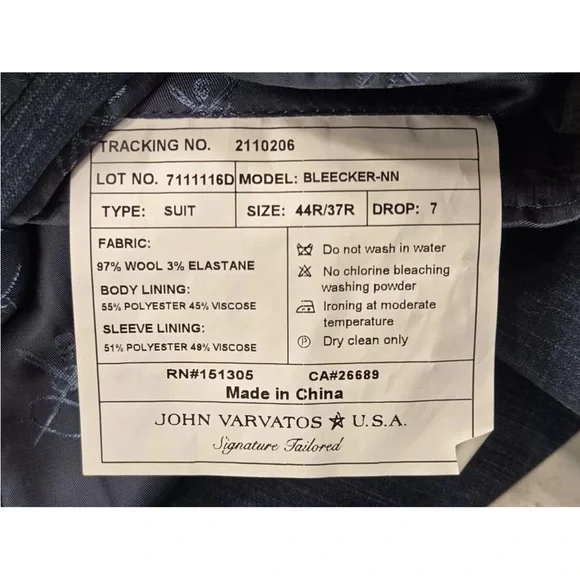 TRACKING NO. 2110206
LOT NO. 7111116D MODEL: BLEECKER-NN
TYPE: SUIT SIZE: 44R/37R DROP: 7
FABRIC:
97% WOOL 3% ELASTANE
BODY LINING:
55% POLYESTER 45% VISCOSE
SLEEVE LINING:
51% POLYESTER 49% VISCOSE
Do not wash in water
No chlorine bleaching
washing powder
Ironing at moderate
temperature
P Dry clean only
RN#151305 CA#26689
Made in China
JOHN VARVATOS U.S.A.
Signature Tailored